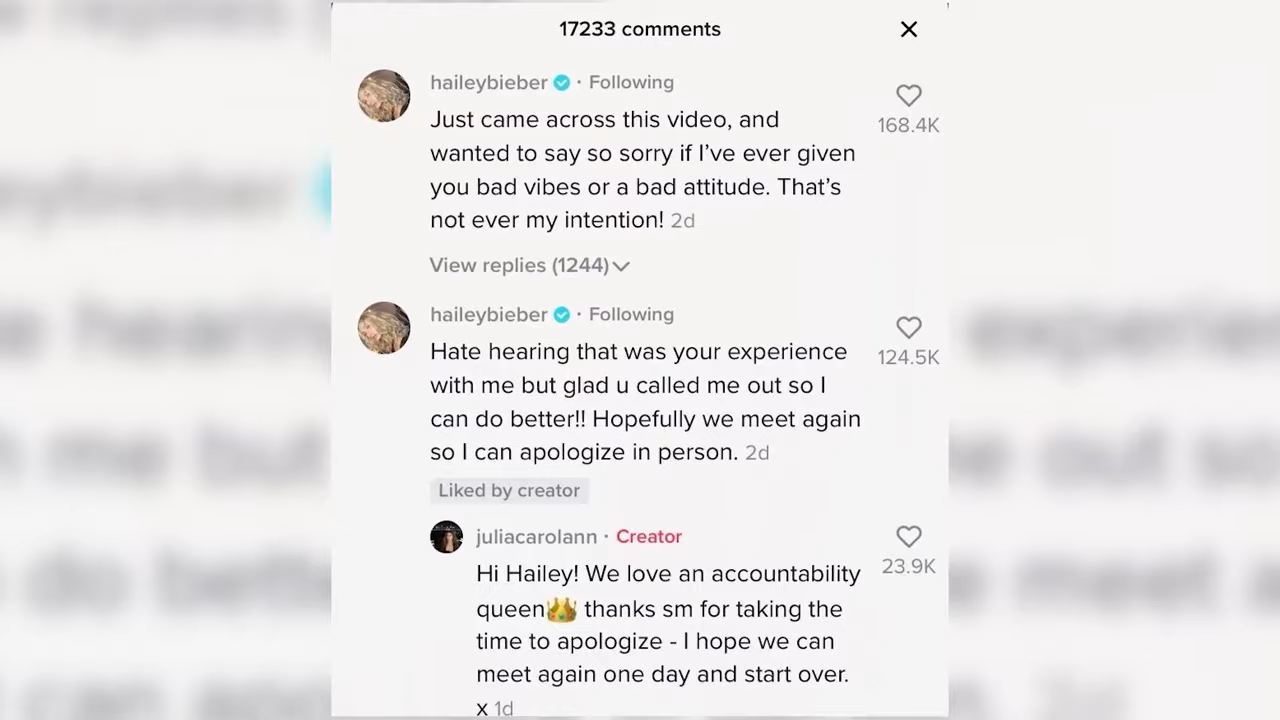 17233 comments
haileybieber · Following
Just came across this video, and
wanted to say so sorry if I’ve ever given
you bad vibes or a bad attitude. That’s
not ever my intention! 2d
168.4K
View replies (1244)
haileybieber · Following
Hate hearing that was your experience
with me but glad u called me out so I
can do better!! Hopefully we meet again
so I can apologize in person. 2d
124.5K
Liked by creator
juliacarolann · Creator
Hi Hailey! We love an accountability
queen👑 thanks sm for taking the
time to apologize - I hope we can
meet again one day and start over.
x 1d
23.9K